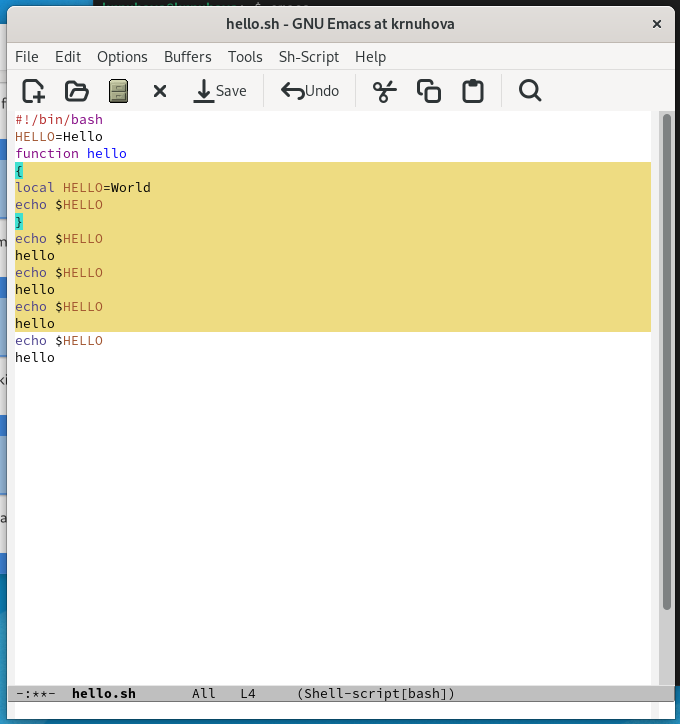 hello.sh - GNU Emacs at krnuhova
File Edit Options Buffers Tools Sh-Script Help
Save Undo
#!/bin/bash
HELLO=Hello
function hello
{
local HELLO=World
echo $HELLO
}
echo $HELLO
hello
echo $HELLO
hello
echo $HELLO
hello
echo $HELLO
hello
-:**- hello.sh All L4 (Shell-script[bash])